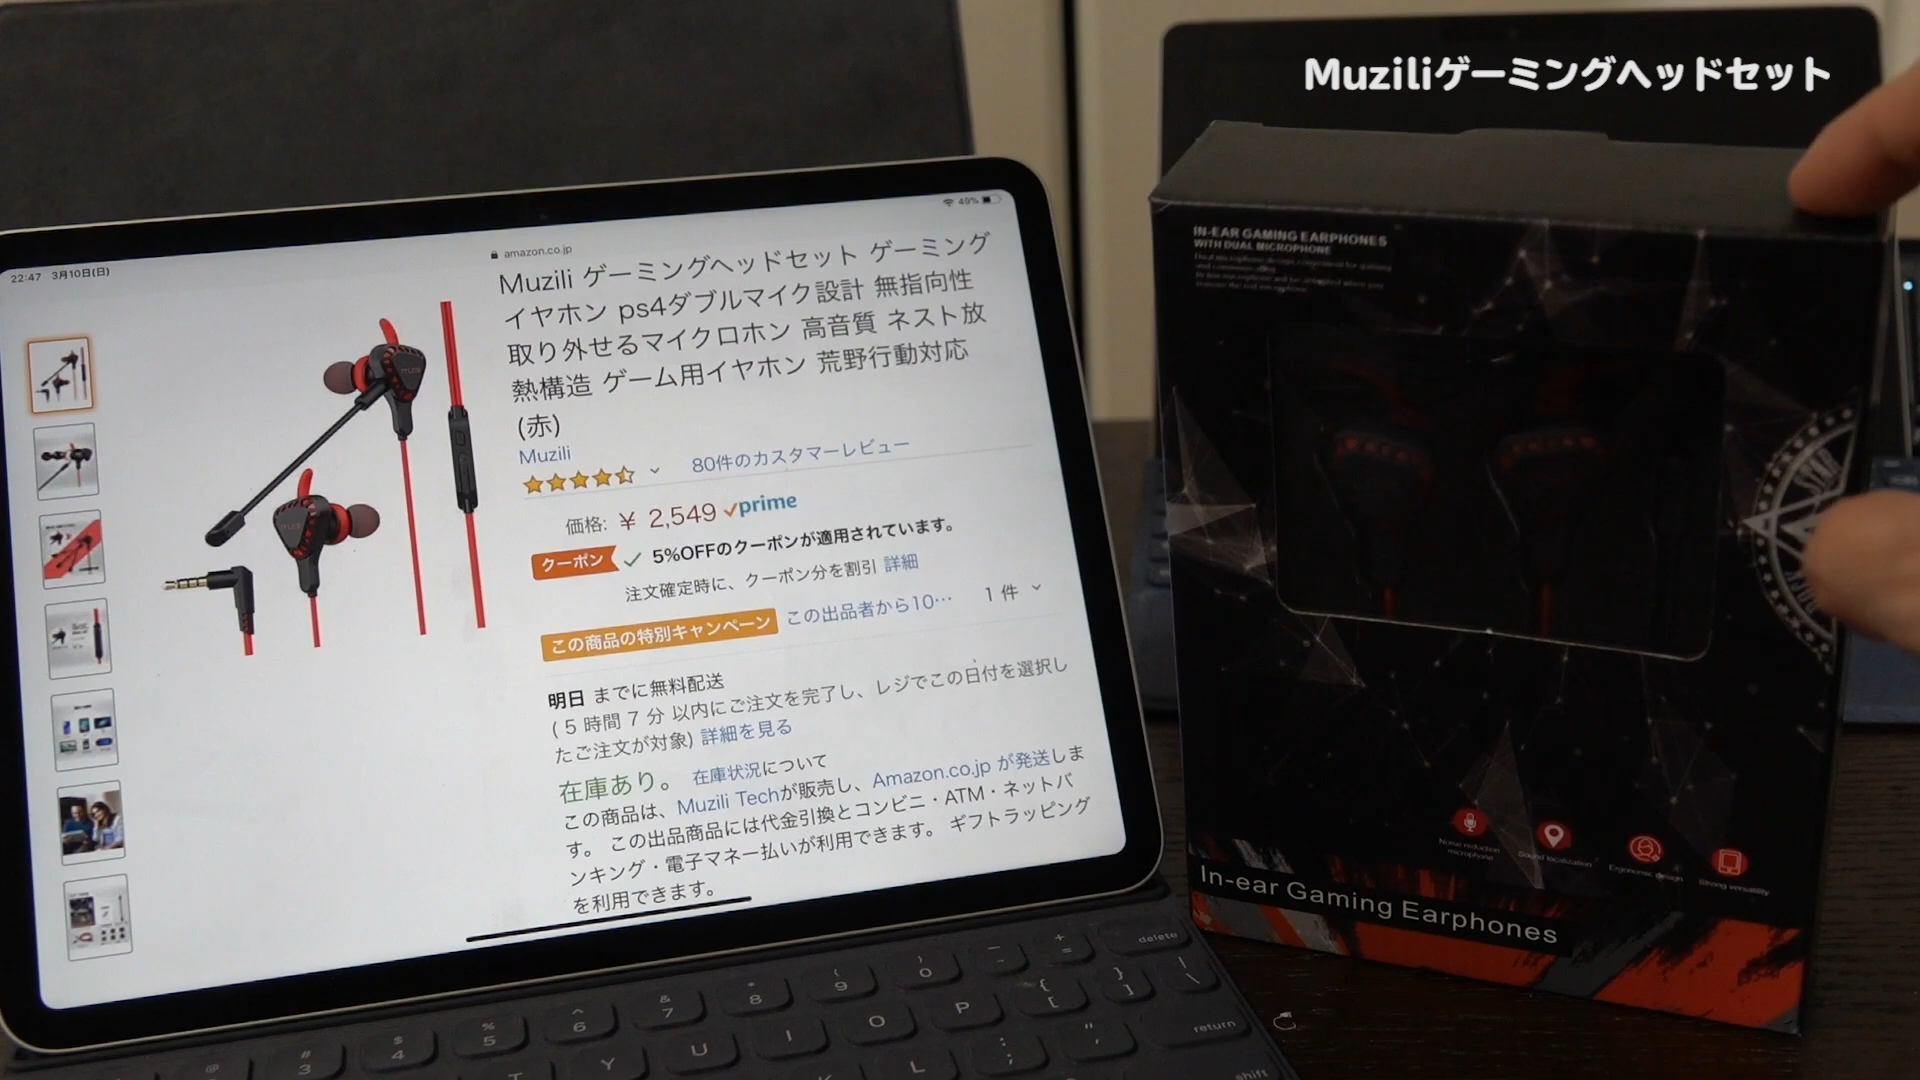 Muziliゲーミングヘッドセット
22:47 3月10日(日)
49%
amazon.co.jp
Muzili ゲーミングヘッドセット ゲーミング
イヤホン ps4ダブルマイク設計 無指向性
取り外せるマイクロホン 高音質 ネスト放
熱構造 ゲーム用イヤホン 荒野行動対応
(赤)
Muzili
80件のカスタマーレビュー
価格: ¥ 2,549 prime
クーポン 5%OFFのクーポンが適用されています。
注文確定時に、クーポン分を割引 詳細
この商品の特別キャンペーン この出品者から10… 1 件
明日 までに無料配送
( 5 時間 7 分 以内にご注文を完了し、レジでこの日付を選択し
たご注文が対象) 詳細を見る
在庫あり。 在庫状況について
この商品は、Muzili Techが販売し、Amazon.co.jp が発送しま
す。 この出品商品には代金引換とコンビニ・ATM・ネットバ
ンキング・電子マネー払いが利用できます。 ギフトラッピング
を利用できます。
IN-EAR GAMING EARPHONES
WITH DUAL MICROPHONE
Noise reduction
microphone
Sound localization
Ergonomic design
Strong versatility
In-ear Gaming Earphones
delete
return
shift